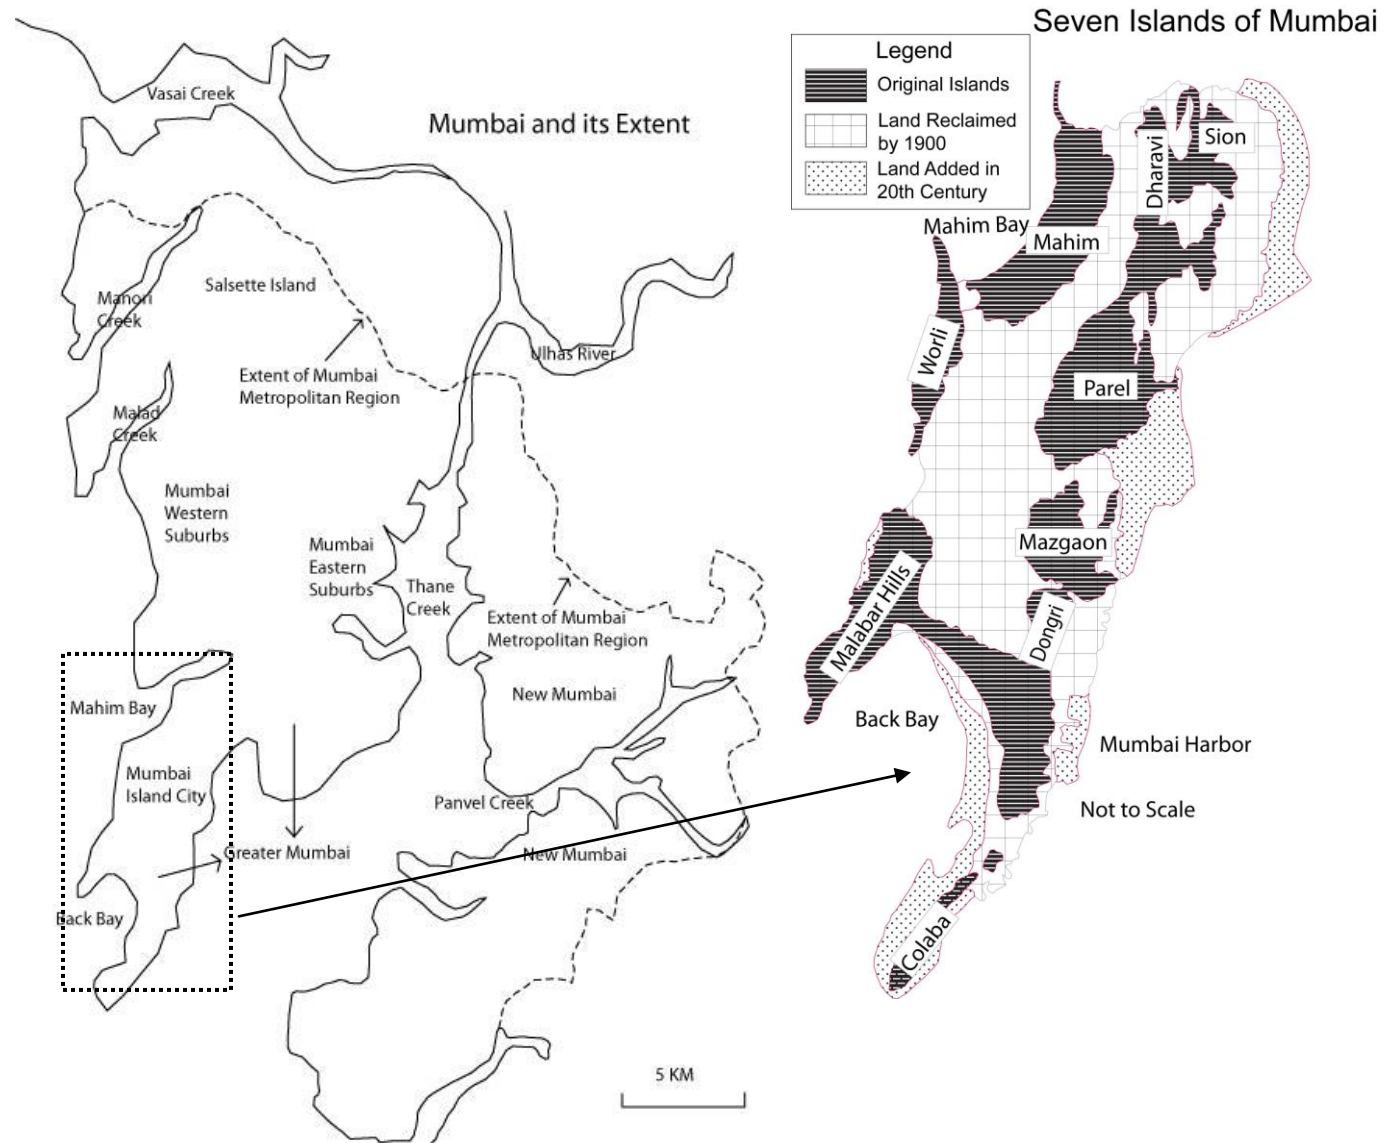 Seven Islands of Mumbai
Legend
Original Islands
Land Reclaimed
by 1900
Land Added in
20th Century
Mumbai and its Extent
Vasai Creek
Manori
Creek
Salsette Island
Extent of Mumbai
Metropolitan Region
Ulhas River
Malad
Creek
Mumbai
Western
Suburbs
Mumbai
Eastern
Suburbs
Thane
Creek
Extent of Mumbai
Metropolitan Region
New Mumbai
Mahim Bay
Mumbai
Island City
Panvel Creek
Greater Mumbai
New Mumbai
Back Bay
5 KM
Sion
Dharavi
Mahim Bay
Mahim
Worli
Parel
Mazgaon
Malabar Hills
Dongri
Back Bay
Mumbai Harbor
Not to Scale
Colaba